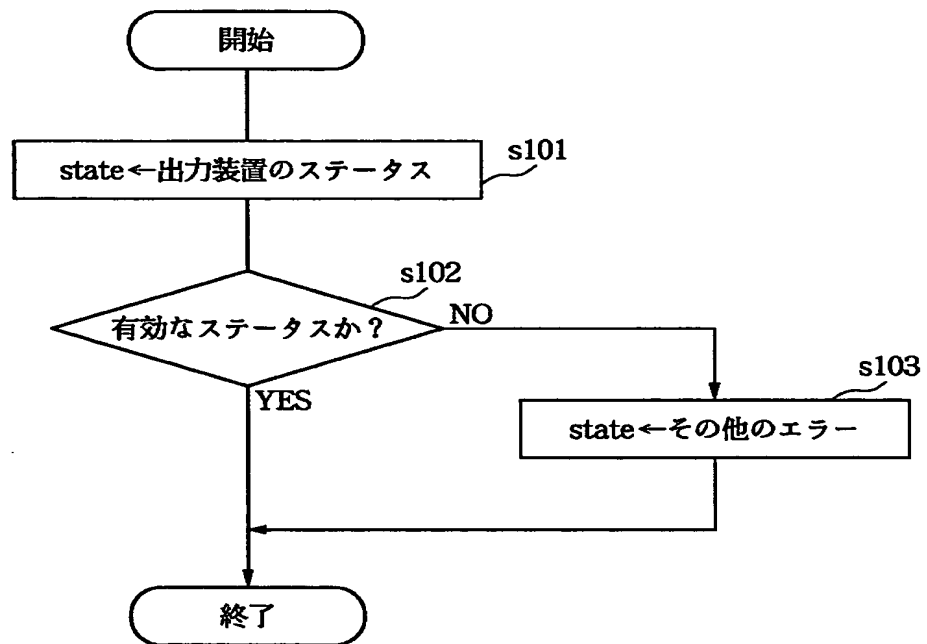 開始
state←出力装置のステータス
s101
s102
有効なステータスか？
NO
YES
s103
state←その他のエラー
終了